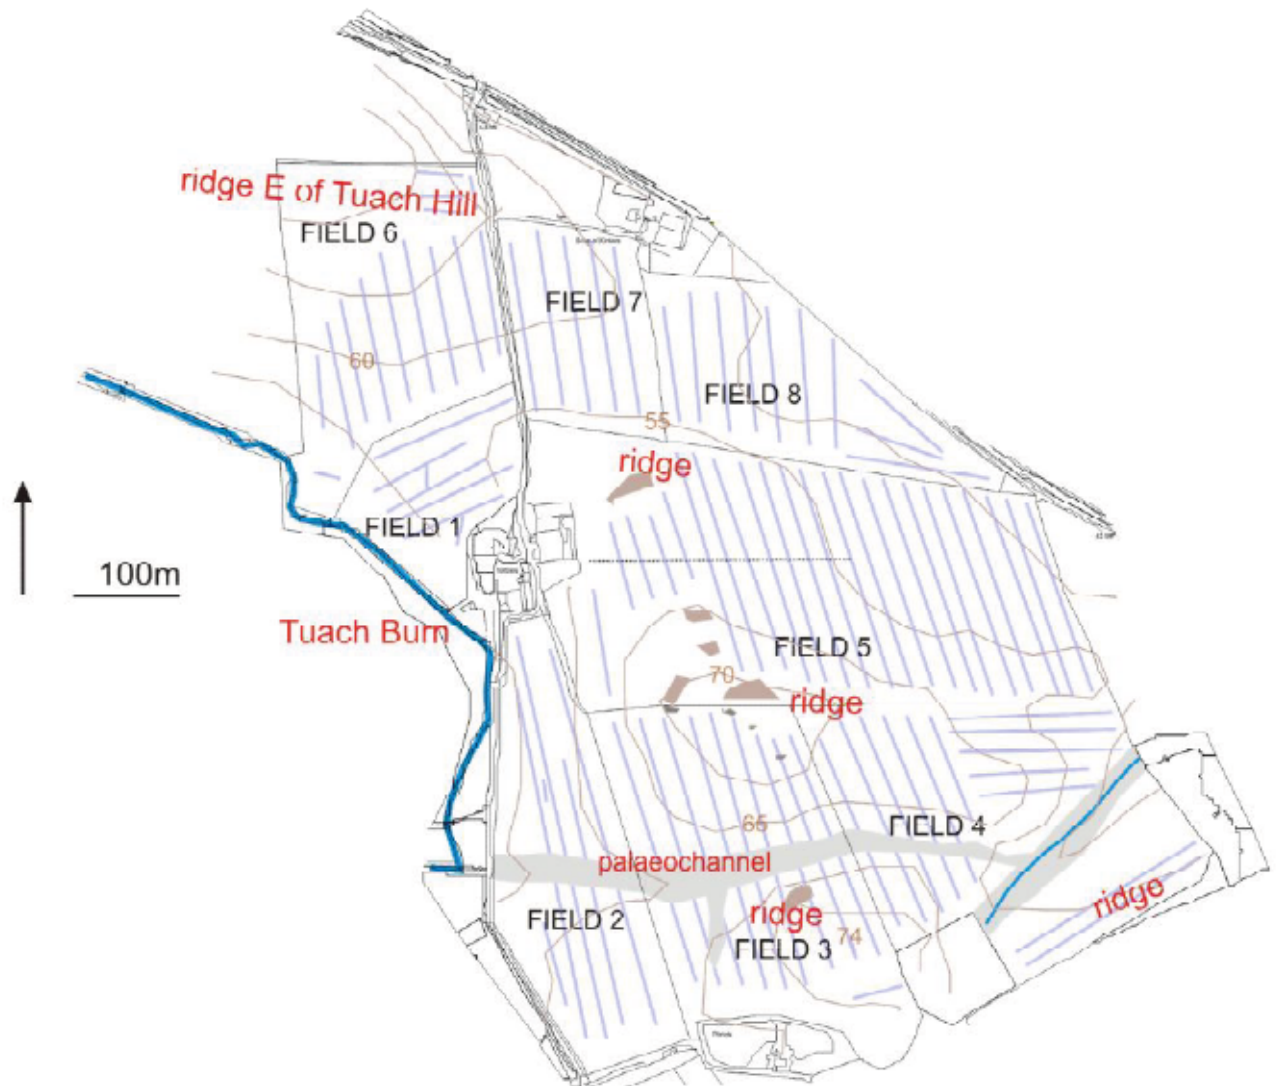 ridge E of Tuach Hill
FIELD 6
FIELD 7
60
FIELD 8
55
ridge
FIELD 1
100m
Tuach Burn
FIELD 5
70
ridge
65
FIELD 4
palaeochannel
ridge
FIELD 2
ridge
FIELD 3
74